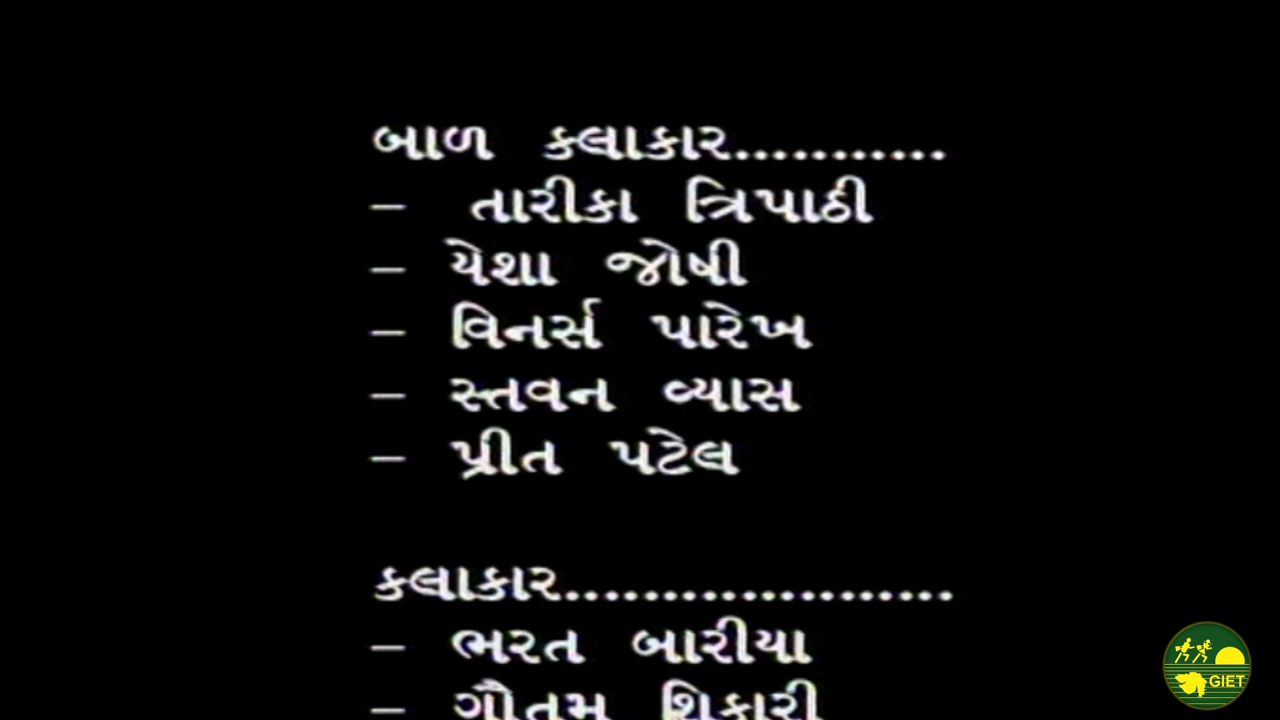 બાળ કલાકાર...........
– તારીકા ત્રિપાઠી
– યેશા જોષી
– વિનર્સ પારેખ
– સ્તવન વ્યાસ
– પ્રીત પટેલ
કલાકાર....................
– ભરત બારીયા
– ગૌતમ શિકારી
GIET